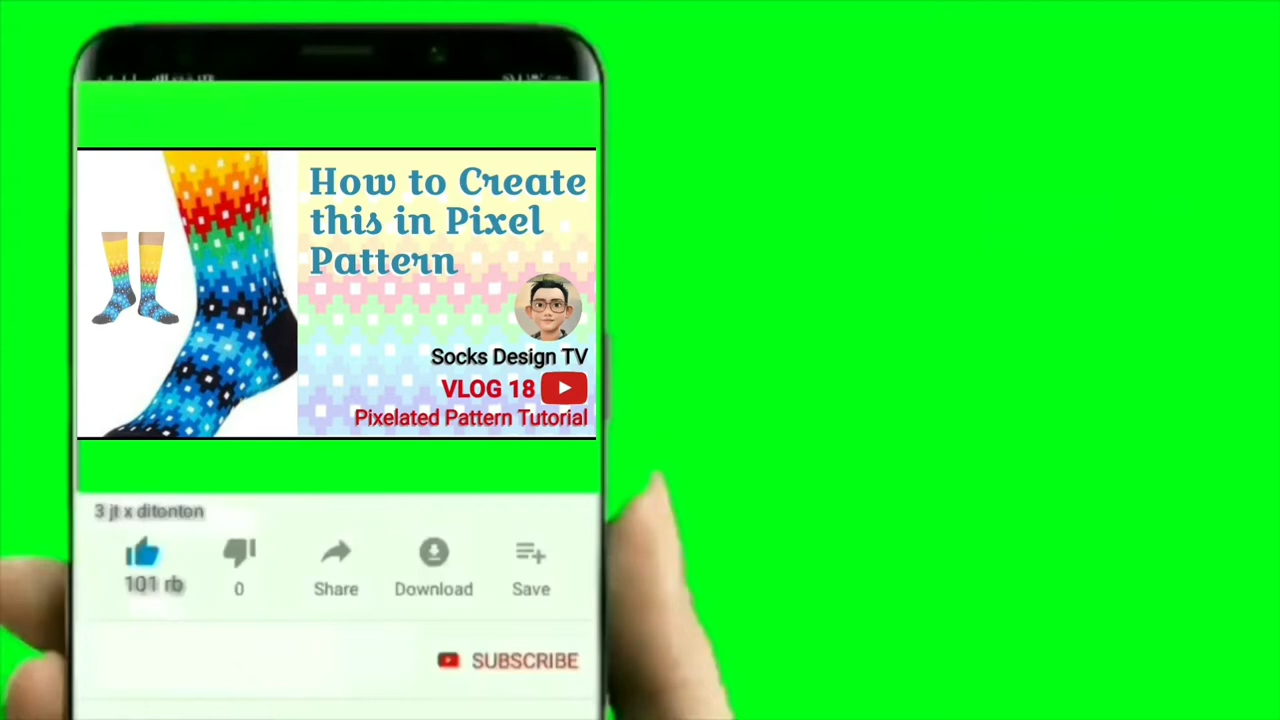 How to Create
this in Pixel
Pattern
Socks Design TV
VLOG 18
Pixelated Pattern Tutorial
3 jt x ditonton
101 rb
0
Share
Download
Save
SUBSCRIBE